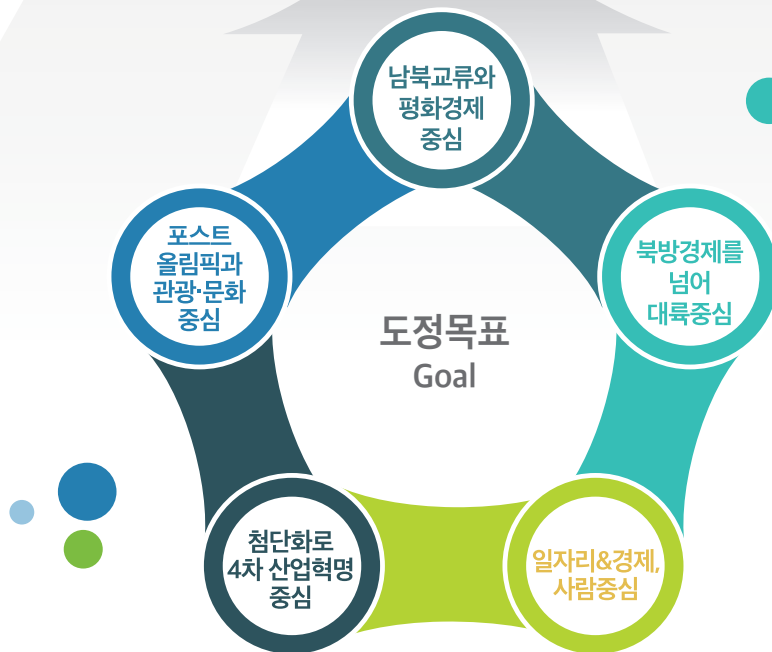 남북교류와
평화경제
중심
포스트
올림픽과
관광·문화
중심
북방경제를
넘어
대륙중심
도정목표
Goal
첨단화로
4차 산업혁명
중심
일자리&경제,
사람중심